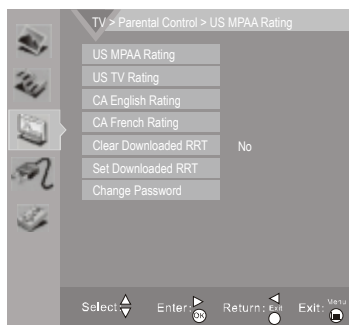 TV > Parental Control > US MPAA Rating
US MPAA Rating
US TV Rating
CA English Rating
CA French Rating
Clear Downloaded RRT No
Set Downloaded RRT
Change Password
Select: Enter: OK Return: Exit Exit: Menu